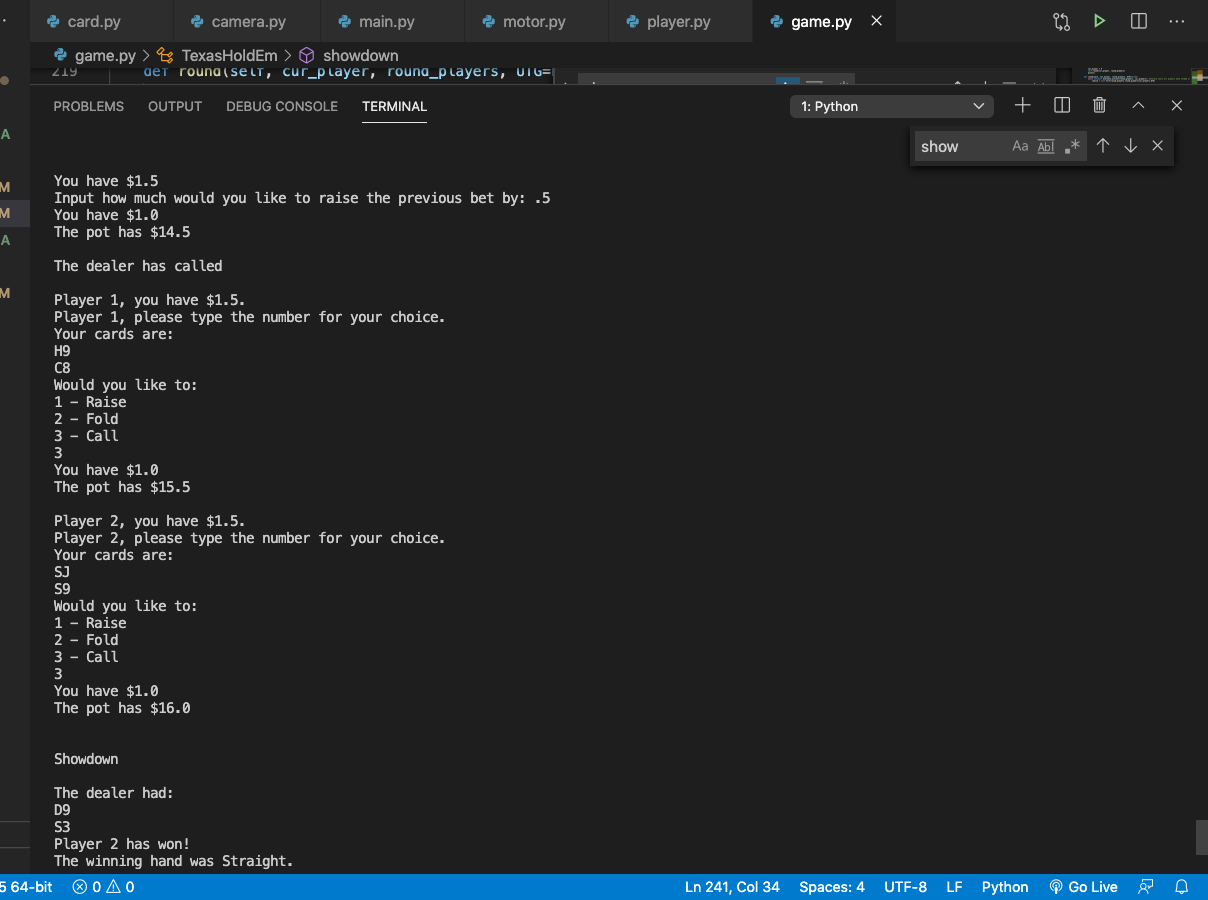 card.py camera.py main.py motor.py player.py game.py
game.py > TexasHoldEm > showdown
219 def round(self, cur_player, round_players, UTG=
PROBLEMS OUTPUT DEBUG CONSOLE TERMINAL 1: Python
show Aa Abl .*
A
M
M
A
M
You have $1.5
Input how much would you like to raise the previous bet by: .5
You have $1.0
The pot has $14.5
The dealer has called
Player 1, you have $1.5.
Player 1, please type the number for your choice.
Your cards are:
H9
C8
Would you like to:
1 – Raise
2 – Fold
3 – Call
3
You have $1.0
The pot has $15.5
Player 2, you have $1.5.
Player 2, please type the number for your choice.
Your cards are:
SJ
S9
Would you like to:
1 – Raise
2 – Fold
3 – Call
3
You have $1.0
The pot has $16.0
Showdown
The dealer had:
D9
S3
Player 2 has won!
The winning hand was Straight.
5 64-bit 0 0 Ln 241, Col 34 Spaces: 4 UTF-8 LF Python Go Live